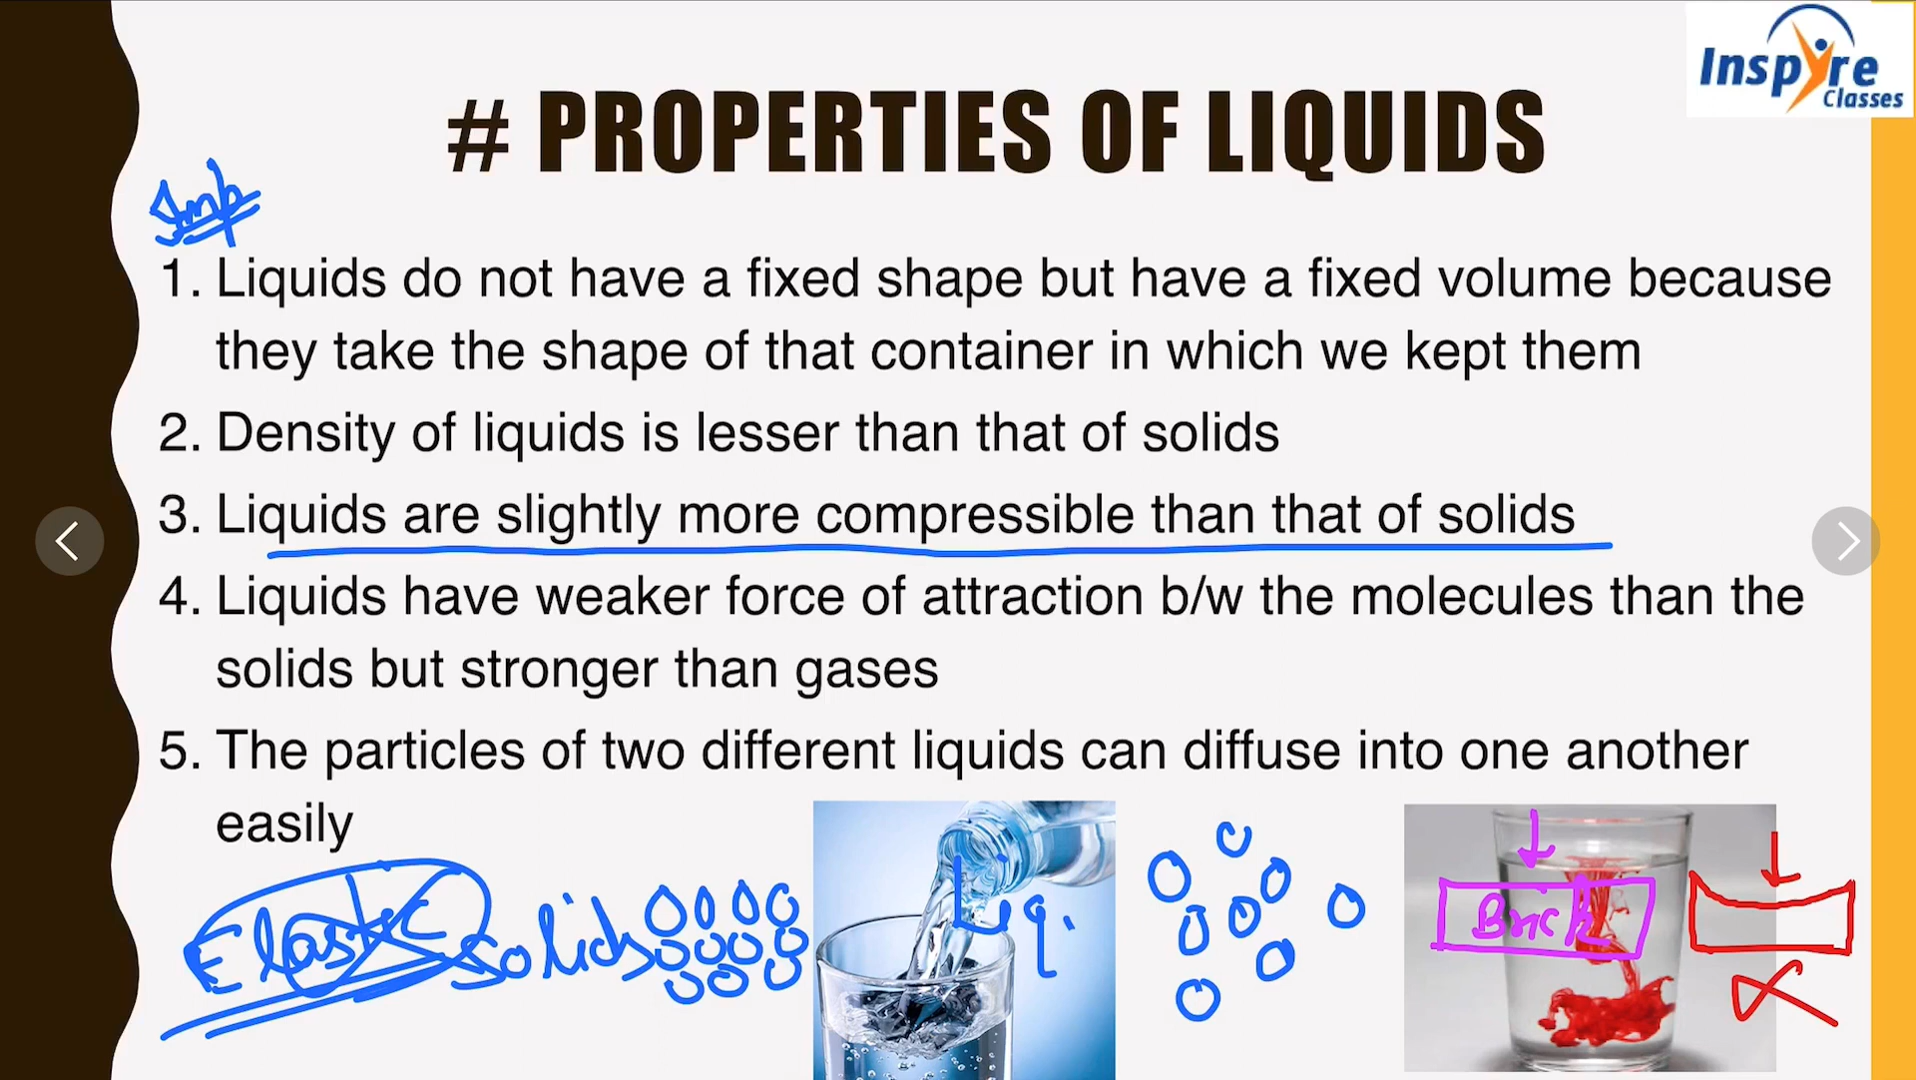 Inspyre
Classes
# PROPERTIES OF LIQUIDS
Imp
1. Liquids do not have a fixed shape but have a fixed volume because
they take the shape of that container in which we kept them
2. Density of liquids is lesser than that of solids
3. Liquids are slightly more compressible than that of solids
4. Liquids have weaker force of attraction b/w the molecules than the
solids but stronger than gases
5. The particles of two different liquids can diffuse into one another
easily
Elastic
Solids
Liq.
Brick